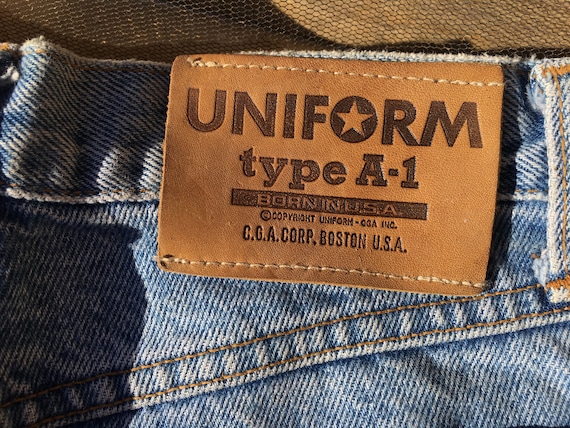 UNIFORM
type A-1
BORN IN U.S.A.
© COPYRIGHT UNIFORM - CGA INC.
C.G.A. CORP. BOSTON U.S.A.